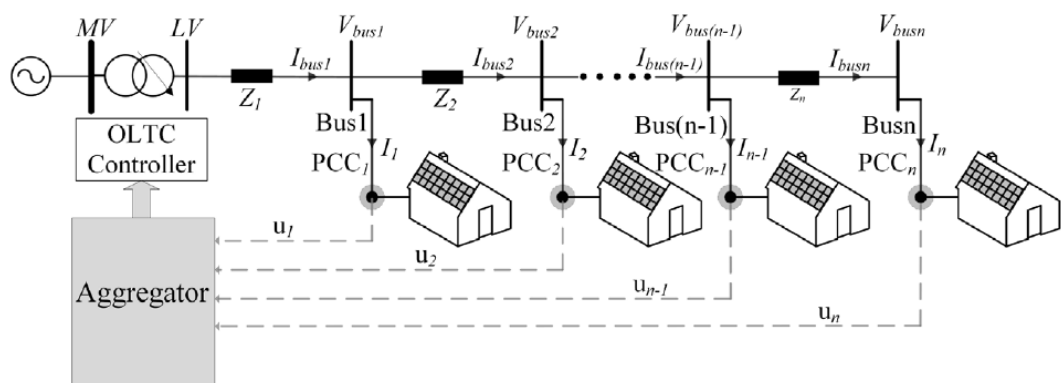 MV LV V_bus1 V_bus2 V_bus(n-1) V_busn
I_bus1 I_bus2 I_bus(n-1) I_busn
Z_1 Z_2 Z_n
Bus1 Bus2 Bus(n-1) Busn
OLTC
Controller
I_1 I_2 I_n-1 I_n
PCC_1 PCC_2 PCC_n-1 PCC_n
u_1
u_2
u_n-1
u_n
Aggregator